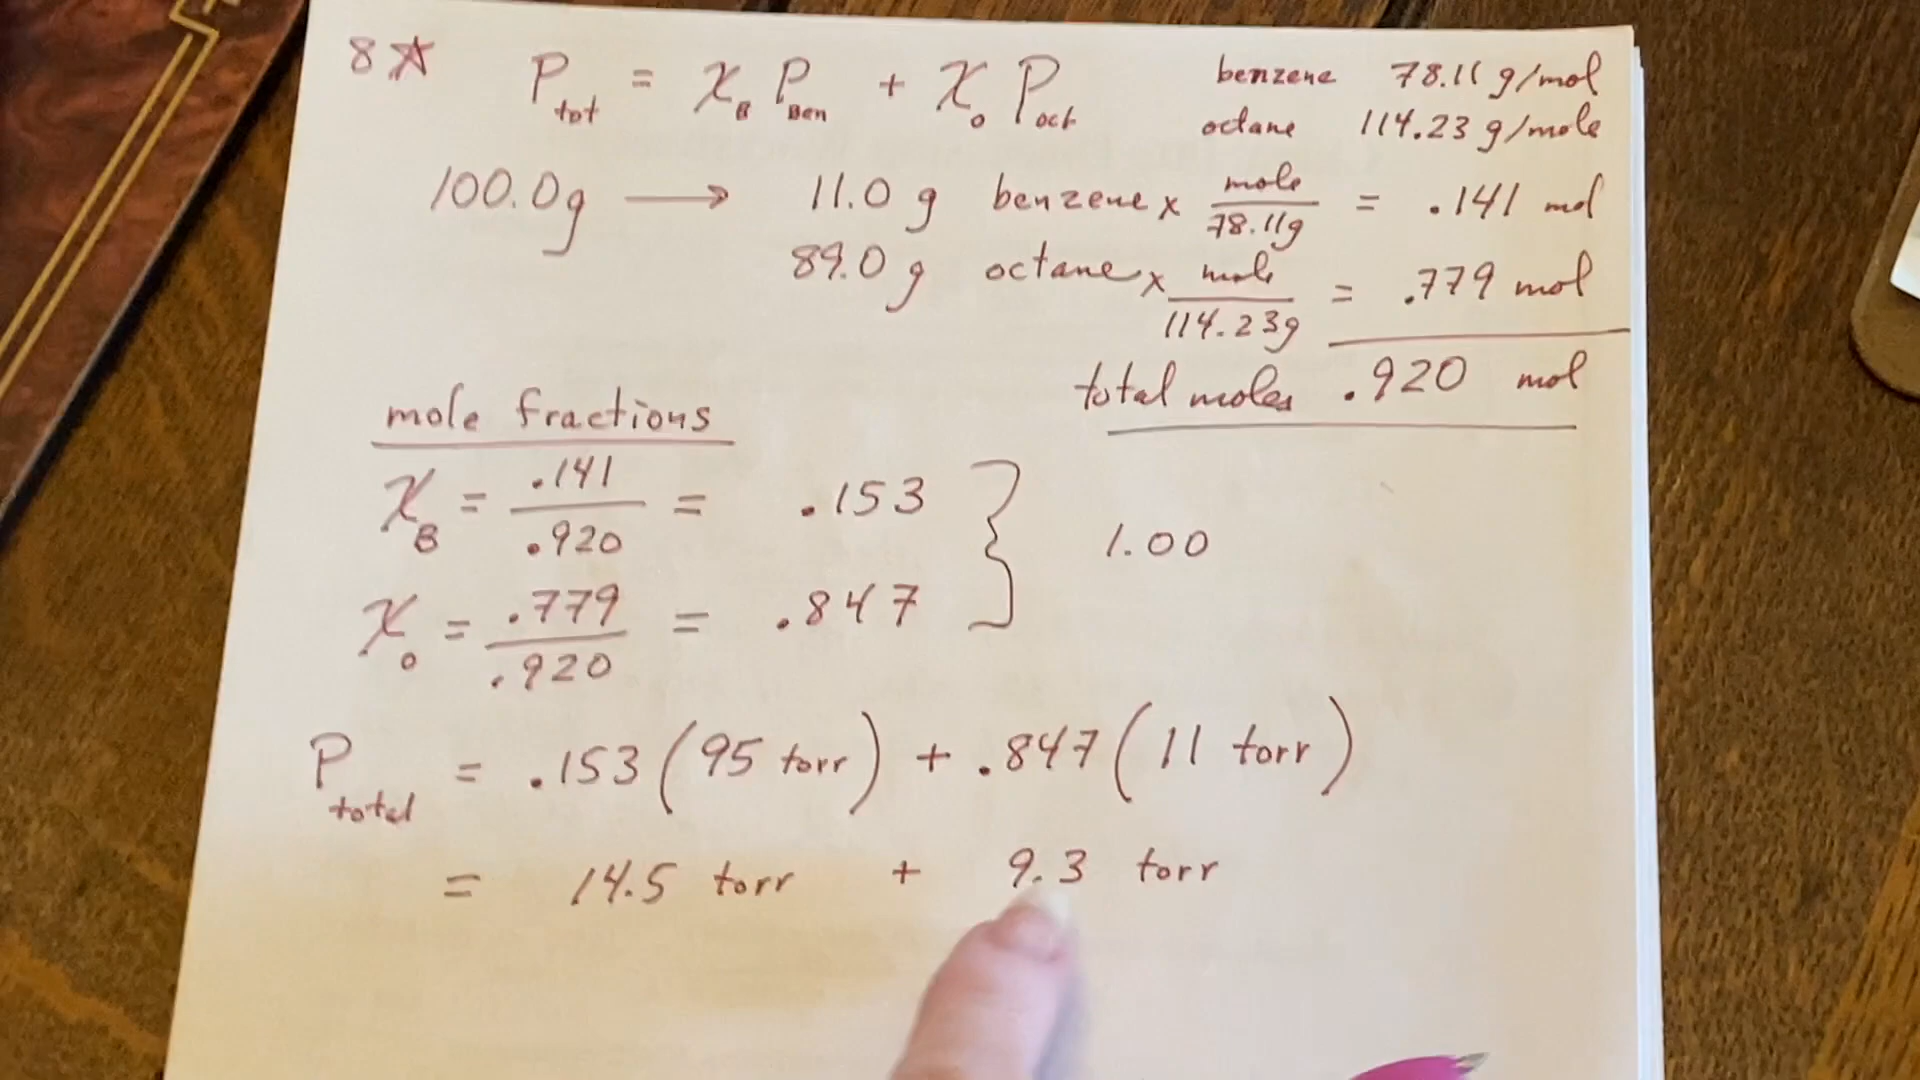 8☆ P_tot = χ_B P_Ben + χ_o P_oct
benzene 78.11 g/mol
octane 114.23 g/mole
100.0g → 11.0 g benzene x mole/78.11g = .141 mol
89.0 g octane x mole/114.23g = .779 mol
total moles .920 mol
mole fractions
χ_B = .141/.920 = .153
} 1.00
χ_o = .779/.920 = .847
P_total = .153 (95 torr) + .847 (11 torr)
= 14.5 torr + 9.3 torr